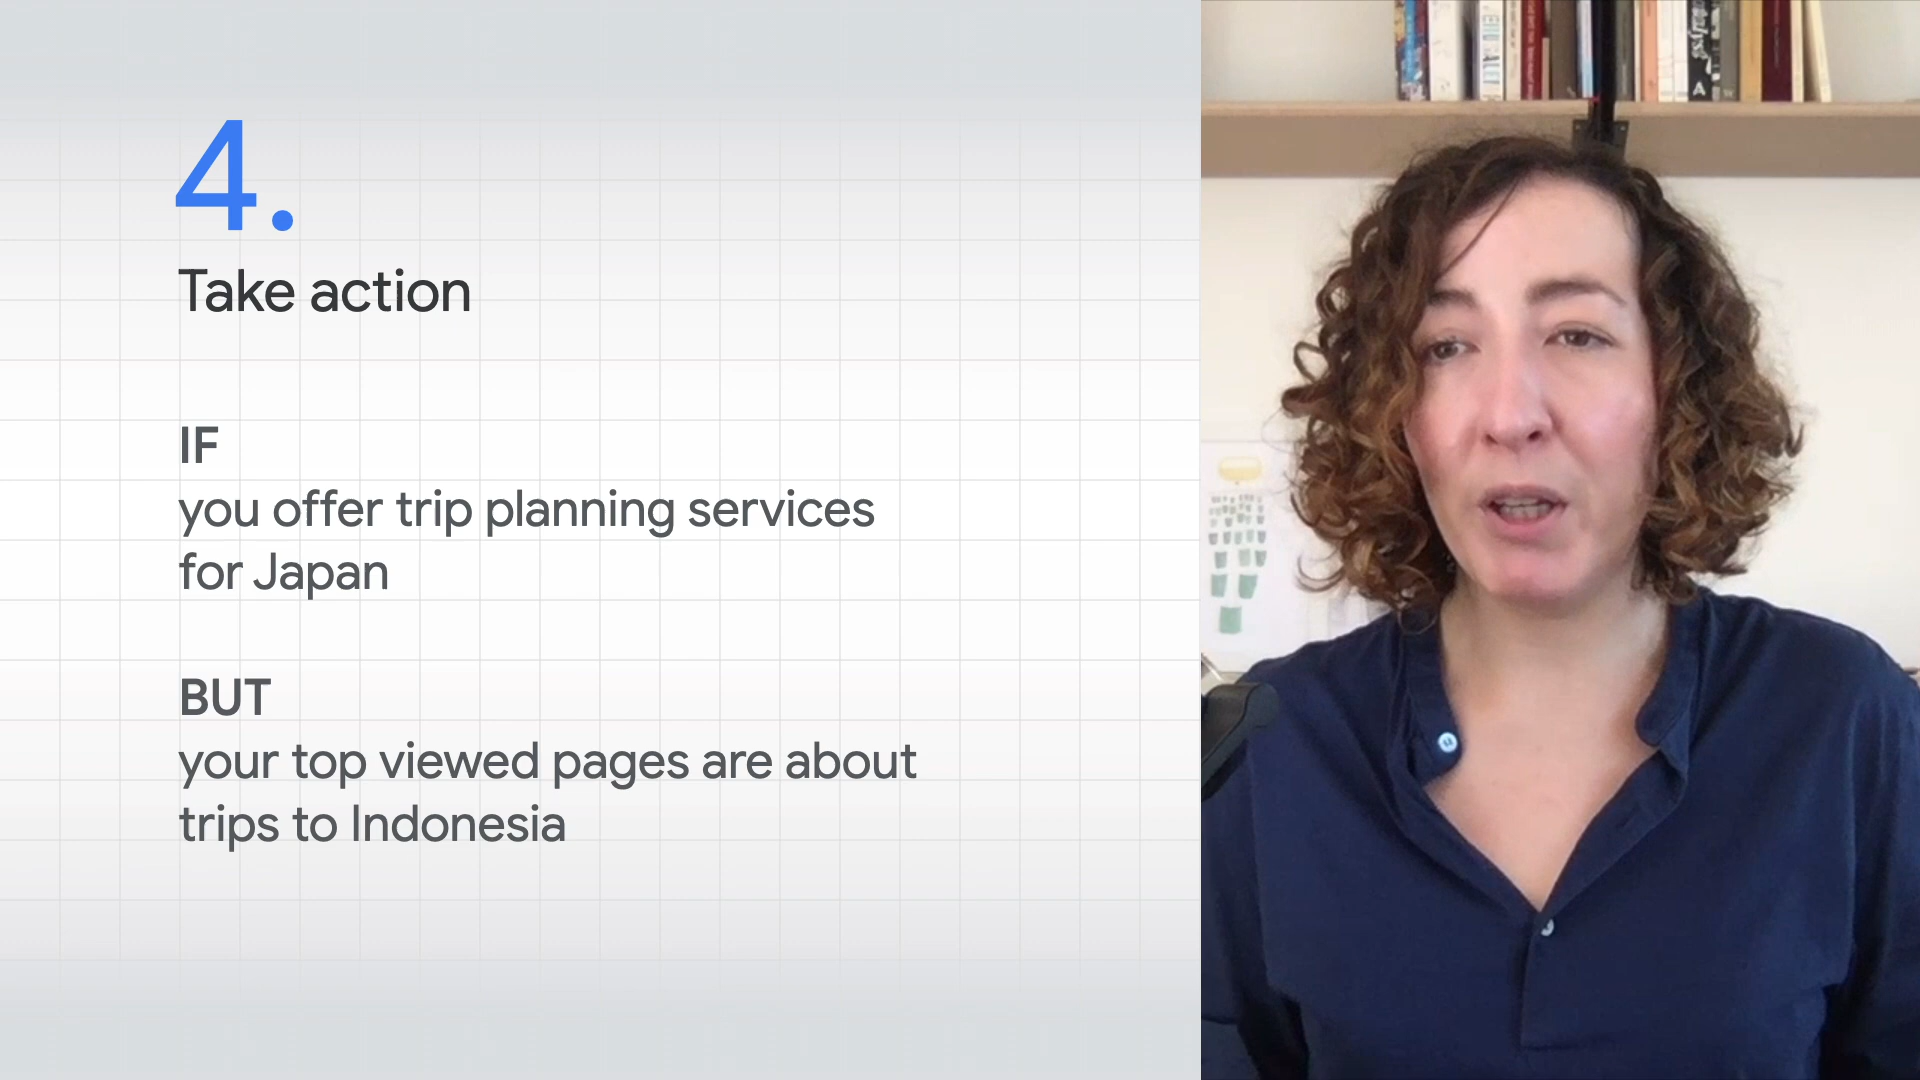 4.
Take action
IF
you offer trip planning services
for Japan
BUT
your top viewed pages are about
trips to Indonesia